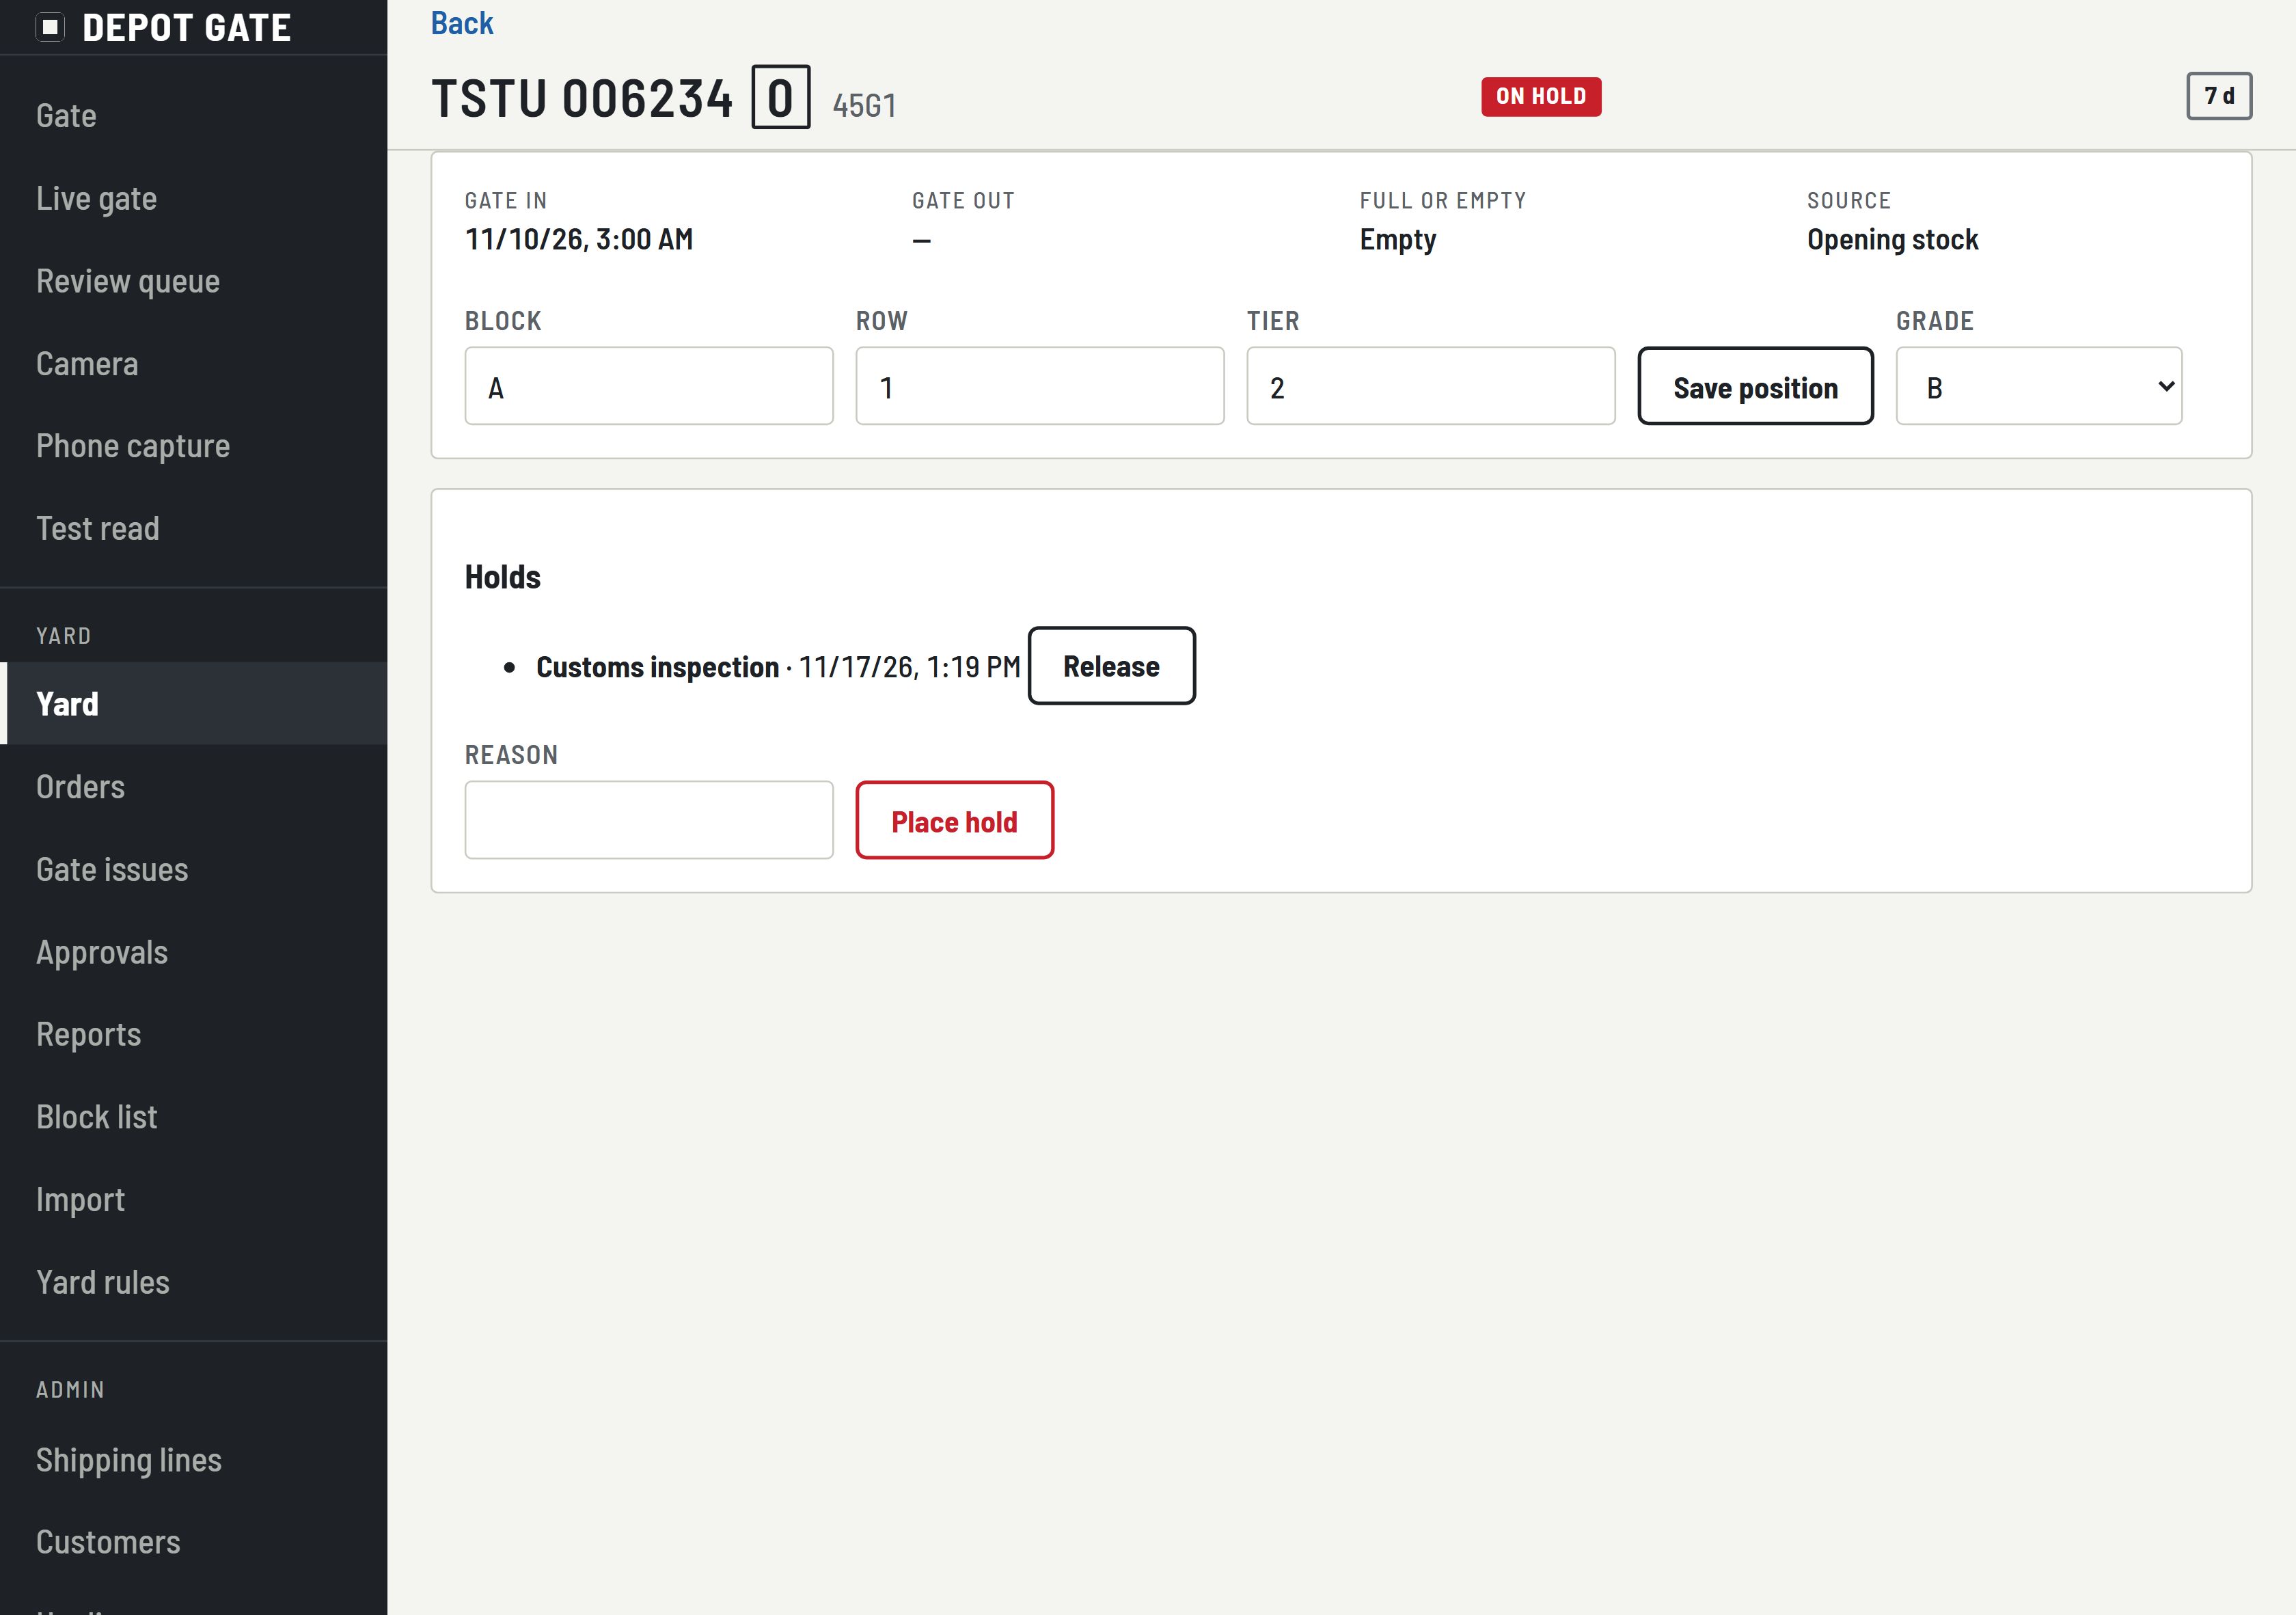 DEPOT GATE
Gate
Live gate
Review queue
Camera
Phone capture
Test read
YARD
Yard
Orders
Gate issues
Approvals
Reports
Block list
Import
Yard rules
ADMIN
Shipping lines
Customers
Back
TSTU 006234 0 45G1
ON HOLD
7 d
GATE IN
11/10/26, 3:00 AM
GATE OUT
–
FULL OR EMPTY
Empty
SOURCE
Opening stock
BLOCK
A
ROW
1
TIER
2
Save position
GRADE
B
Holds
Customs inspection · 11/17/26, 1:19 PM Release
REASON
Place hold